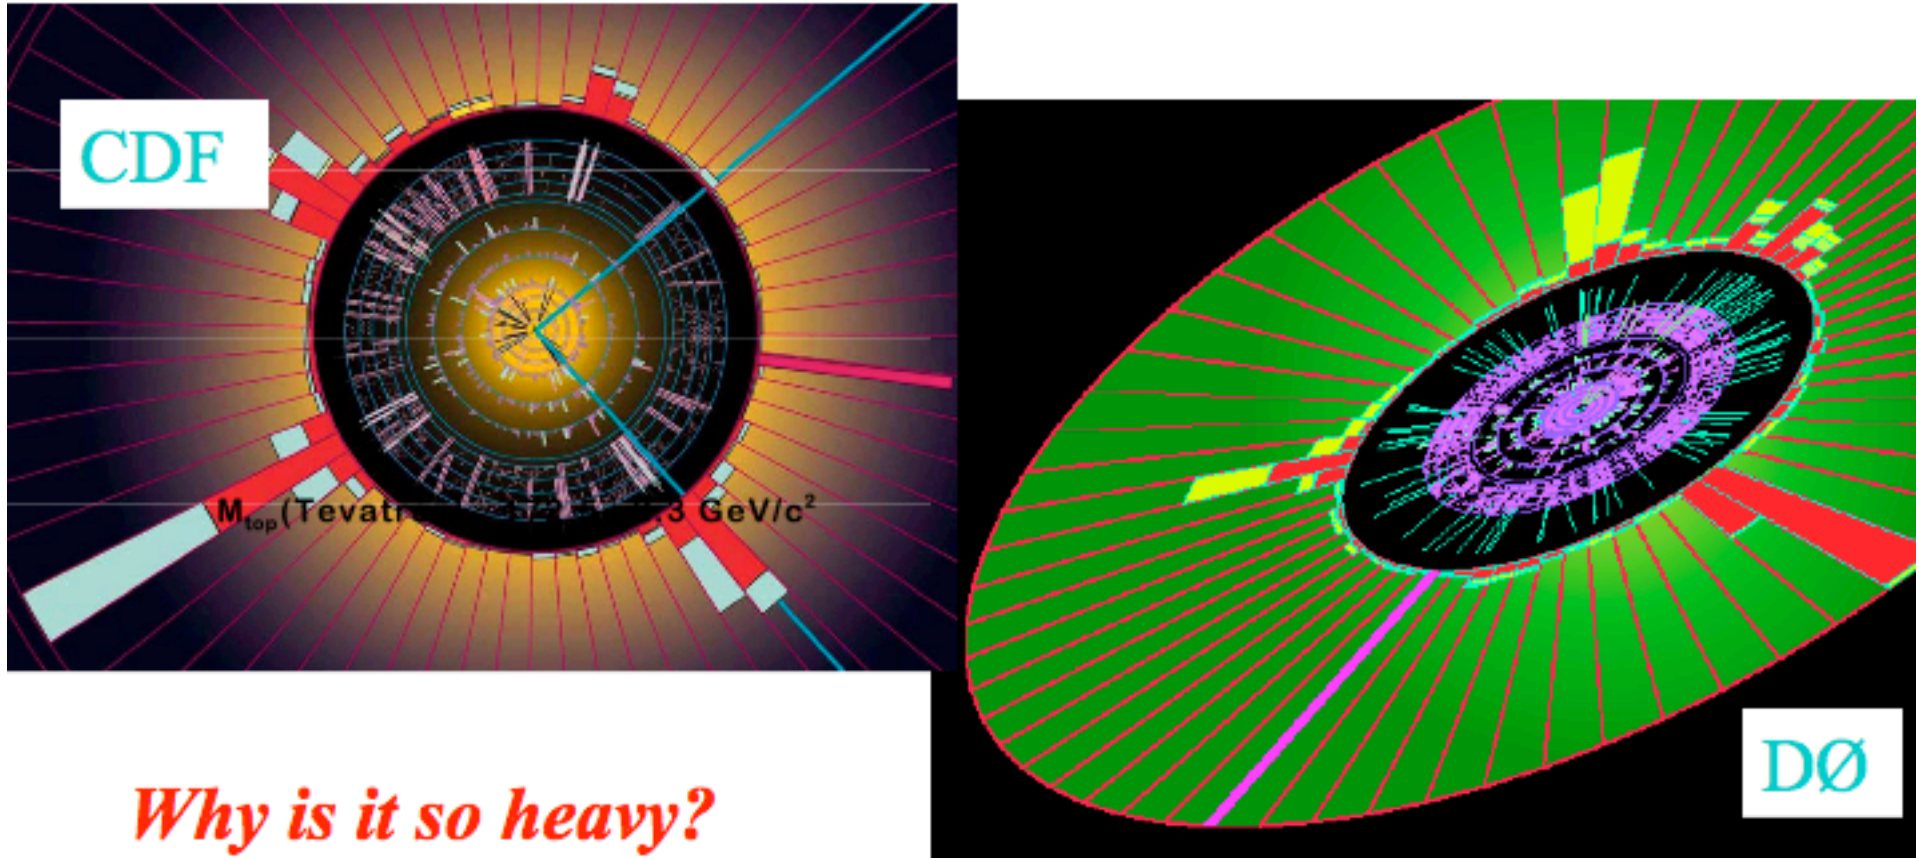 CDF
M_top (Tevatr 3 GeV/c²
DØ
Why is it so heavy?